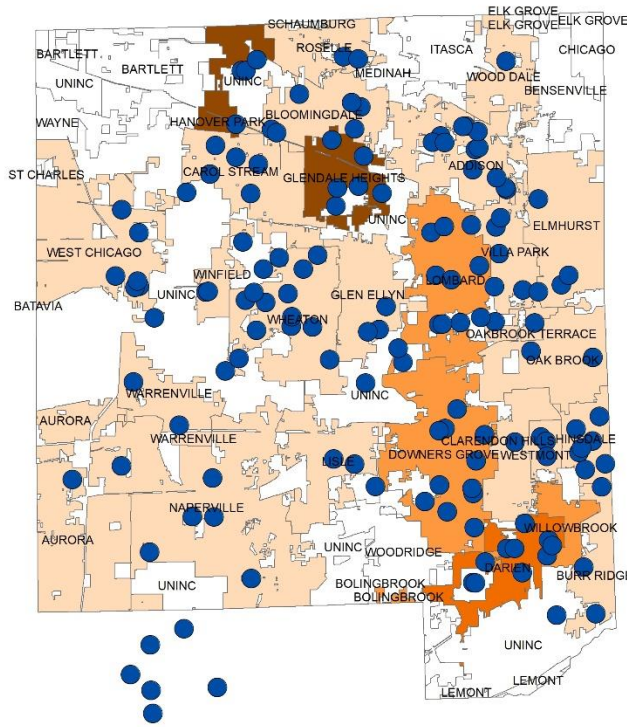 ELK GROVE
SCHAUMBURG
ELK GROVE
ELK GROVE
ROSELLE
BARTLETT
ITASCA
CHICAGO
BARTLETT
MEDINAH
UNINC
UNINC
WOOD DALE
BENSENVILLE
WAYNE
HANOVER PARK
BLOOMINGDALE
ADDISON
ST CHARLES
CAROL STREAM
GLENDALE HEIGHTS
UNINC
ELMHURST
WEST CHICAGO
VILLA PARK
WINFIELD
LOMBARD
UNINC
GLEN ELLYN
BATAVIA
WHEATON
OAKBROOK TERRACE
OAK BROOK
WARRENVILLE
UNINC
AURORA
WARRENVILLE
CLARENDON HILLS
HINSDALE
DOWNERS GROVE
WESTMONT
LISLE
NAPERVILLE
WILLOWBROOK
AURORA
UNINC
WOODRIDGE
DARIEN
UNINC
BOLINGBROOK
BURR RIDGE
BOLINGBROOK
UNINC
LEMONT
LEMONT